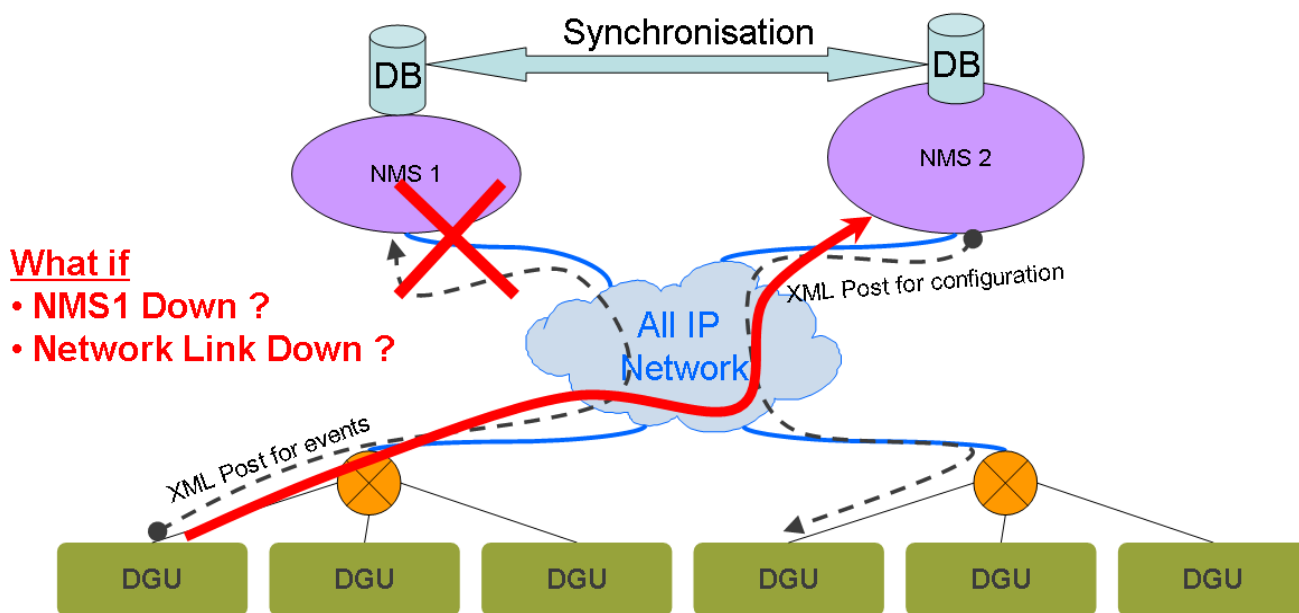 Synchronisation
DB
DB
NMS 1
NMS 2
What if
• NMS1 Down ?
• Network Link Down ?
XML Post for configuration
All IP
Network
XML Post for events
DGU
DGU
DGU
DGU
DGU
DGU